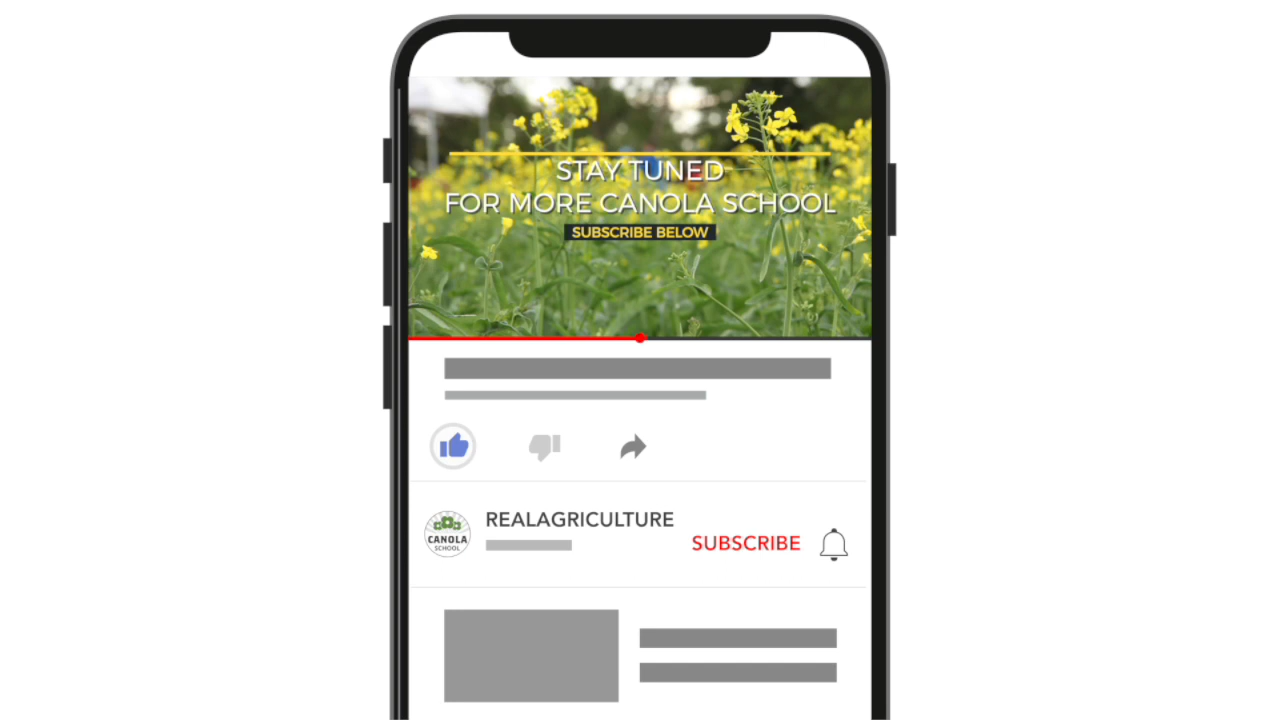 STAY TUNED
FOR MORE CANOLA SCHOOL
SUBSCRIBE BELOW
REALAGRICULTURE
CANOLA
SCHOOL
SUBSCRIBE